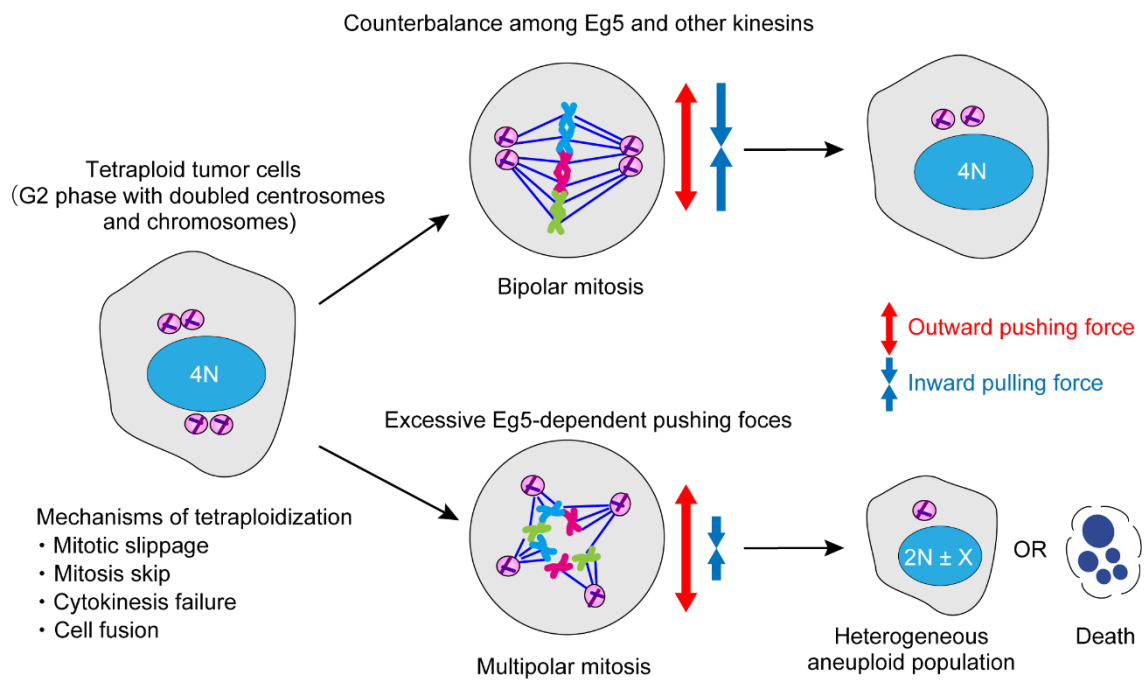 Counterbalance among Eg5 and other kinesins
Tetraploid tumor cells
（G2 phase with doubled centrosomes
and chromosomes)
4N
Bipolar mitosis
4N
Outward pushing force
Inward pulling force
Excessive Eg5-dependent pushing foces
Mechanisms of tetraploidization
・Mitotic slippage
・Mitosis skip
・Cytokinesis failure
・Cell fusion
Multipolar mitosis
2N ± X
OR
Heterogeneous
aneuploid population
Death